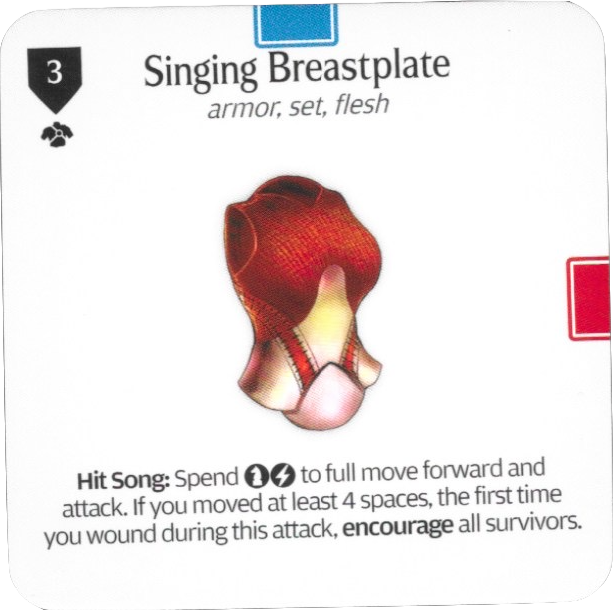 3
Singing Breastplate
armor, set, flesh
Hit Song: Spend to full move forward and
attack. If you moved at least 4 spaces, the first time
you wound during this attack, encourage all survivors.